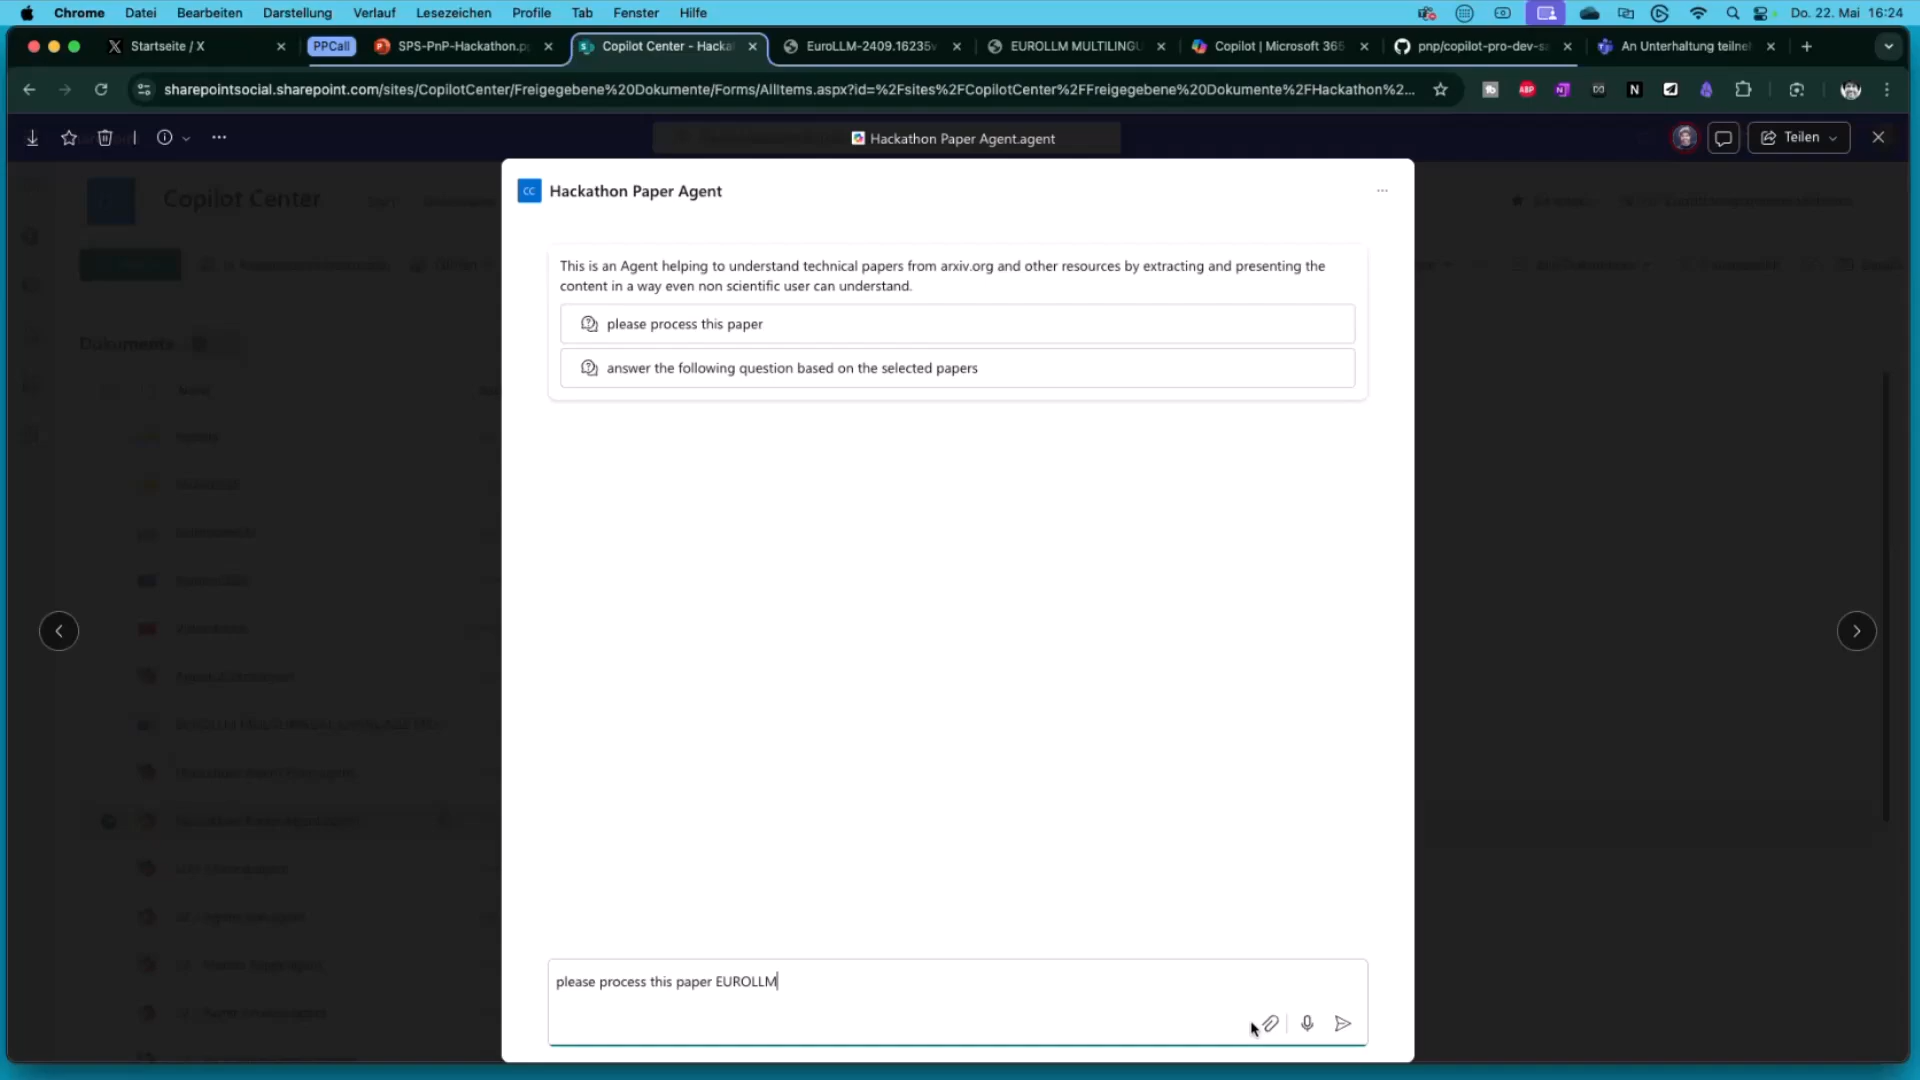 Chrome Datei Bearbeiten Darstellung Verlauf Lesezeichen Profile Tab Fenster Hilfe Do. 22. Mai 16:24
Startseite / X PPCall SPS-PnP-Hackathon.p Copilot Center - Hacka EuroLLM-2409.16235v EUROLLM MULTILINGU Copilot | Microsoft 365 pnp/copilot-pro-dev-s An Unterhaltung teilne
sharepointsocial.sharepoint.com/sites/CopilotCenter/Freigegebene%20Dokumente/Forms/AllItems.aspx?id=%2Fsites%2FCopilotCenter%2FFreigegebene%20Dokumente%2FHackathon%2... ABP N
Hackathon Paper Agent.agent Teilen
CC Hackathon Paper Agent
Copilot Center
This is an Agent helping to understand technical papers from arxiv.org and other resources by extracting and presenting the
content in a way even non scientific user can understand.
please process this paper
Dokumente
answer the following question based on the selected papers
Name
please process this paper EUROLLM